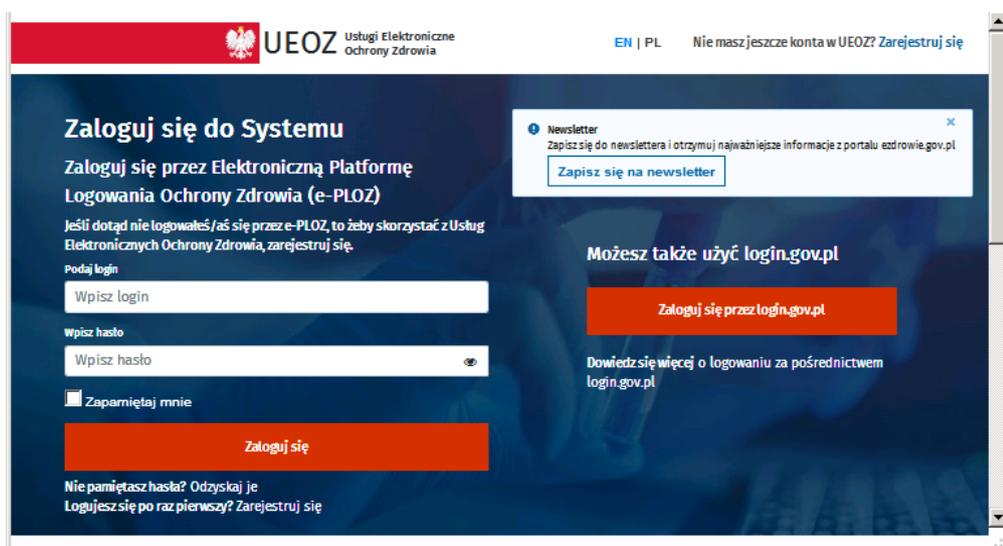 UEOZ Usługi Elektroniczne
Ochrony Zdrowia
EN | PL
Nie masz jeszcze konta w UEOZ? Zarejestruj się
Zaloguj się do Systemu
Zaloguj się przez Elektroniczną Platforme
Logowania Ochrony Zdrowia (e-PLOZ)
Jeśli dotąd nie logowałeś/aś się przez e-PLOZ, to żeby skorzystać z Usług
Elektronicznych Ochrony Zdrowia, zarejestruj się.
Podaj login
Wpisz login
Wpisz hasło
Wpisz hasło
Zapamiętaj mnie
Zaloguj się
Nie pamiętasz hasła? Odzyskaj je
Logujesz się po raz pierwszy? Zarejestruj się
Newsletter
Zapisz się do newslettera i otrzymuj najważniejsze informacje z portalu ezdrowie.gov.pl
Zapisz się na newsletter
Możesz także użyć login.gov.pl
Zaloguj się przez login.gov.pl
Dowiedz się więcej o logowaniu za pośrednictwem
login.gov.pl